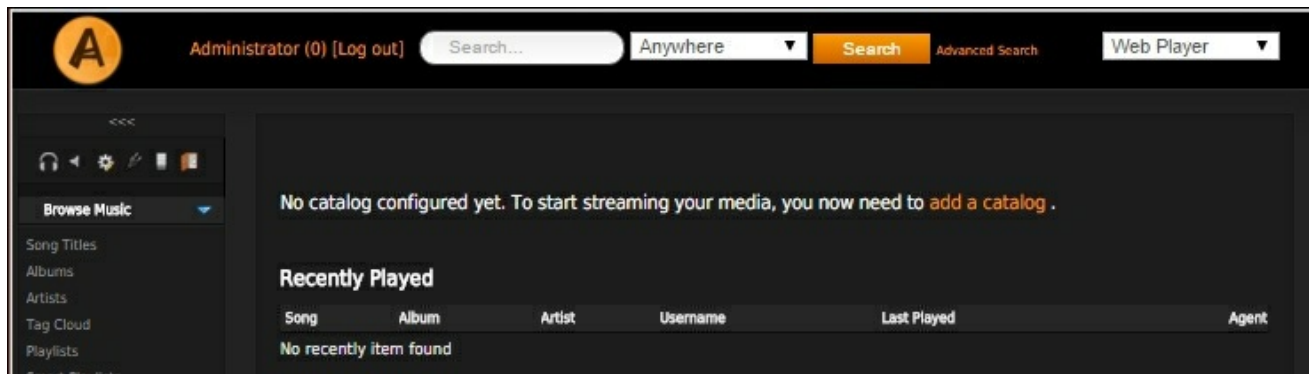 A
Administrator (0) [Log out] Search... Anywhere Search Advanced Search Web Player
<<<
Browse Music
Song Titles
Albums
Artists
Tag Cloud
Playlists
No catalog configured yet. To start streaming your media, you now need to add a catalog .
Recently Played
Song Album Artist Username Last Played Agent
No recently item found